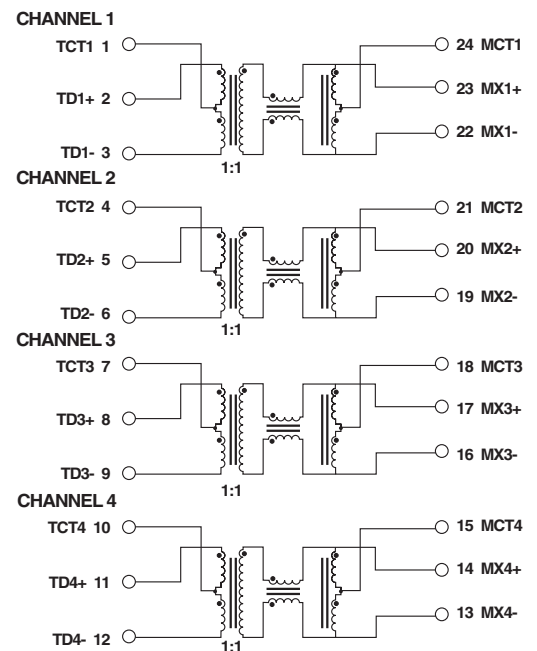 CHANNEL 1
TCT1 1
24 MCT1
TD1+ 2
23 MX1+
22 MX1-
TD1- 3
1:1
CHANNEL 2
TCT2 4
21 MCT2
TD2+ 5
20 MX2+
19 MX2-
TD2- 6
1:1
CHANNEL 3
TCT3 7
18 MCT3
TD3+ 8
17 MX3+
16 MX3-
TD3- 9
1:1
CHANNEL 4
TCT4 10
15 MCT4
TD4+ 11
14 MX4+
13 MX4-
TD4- 12
1:1